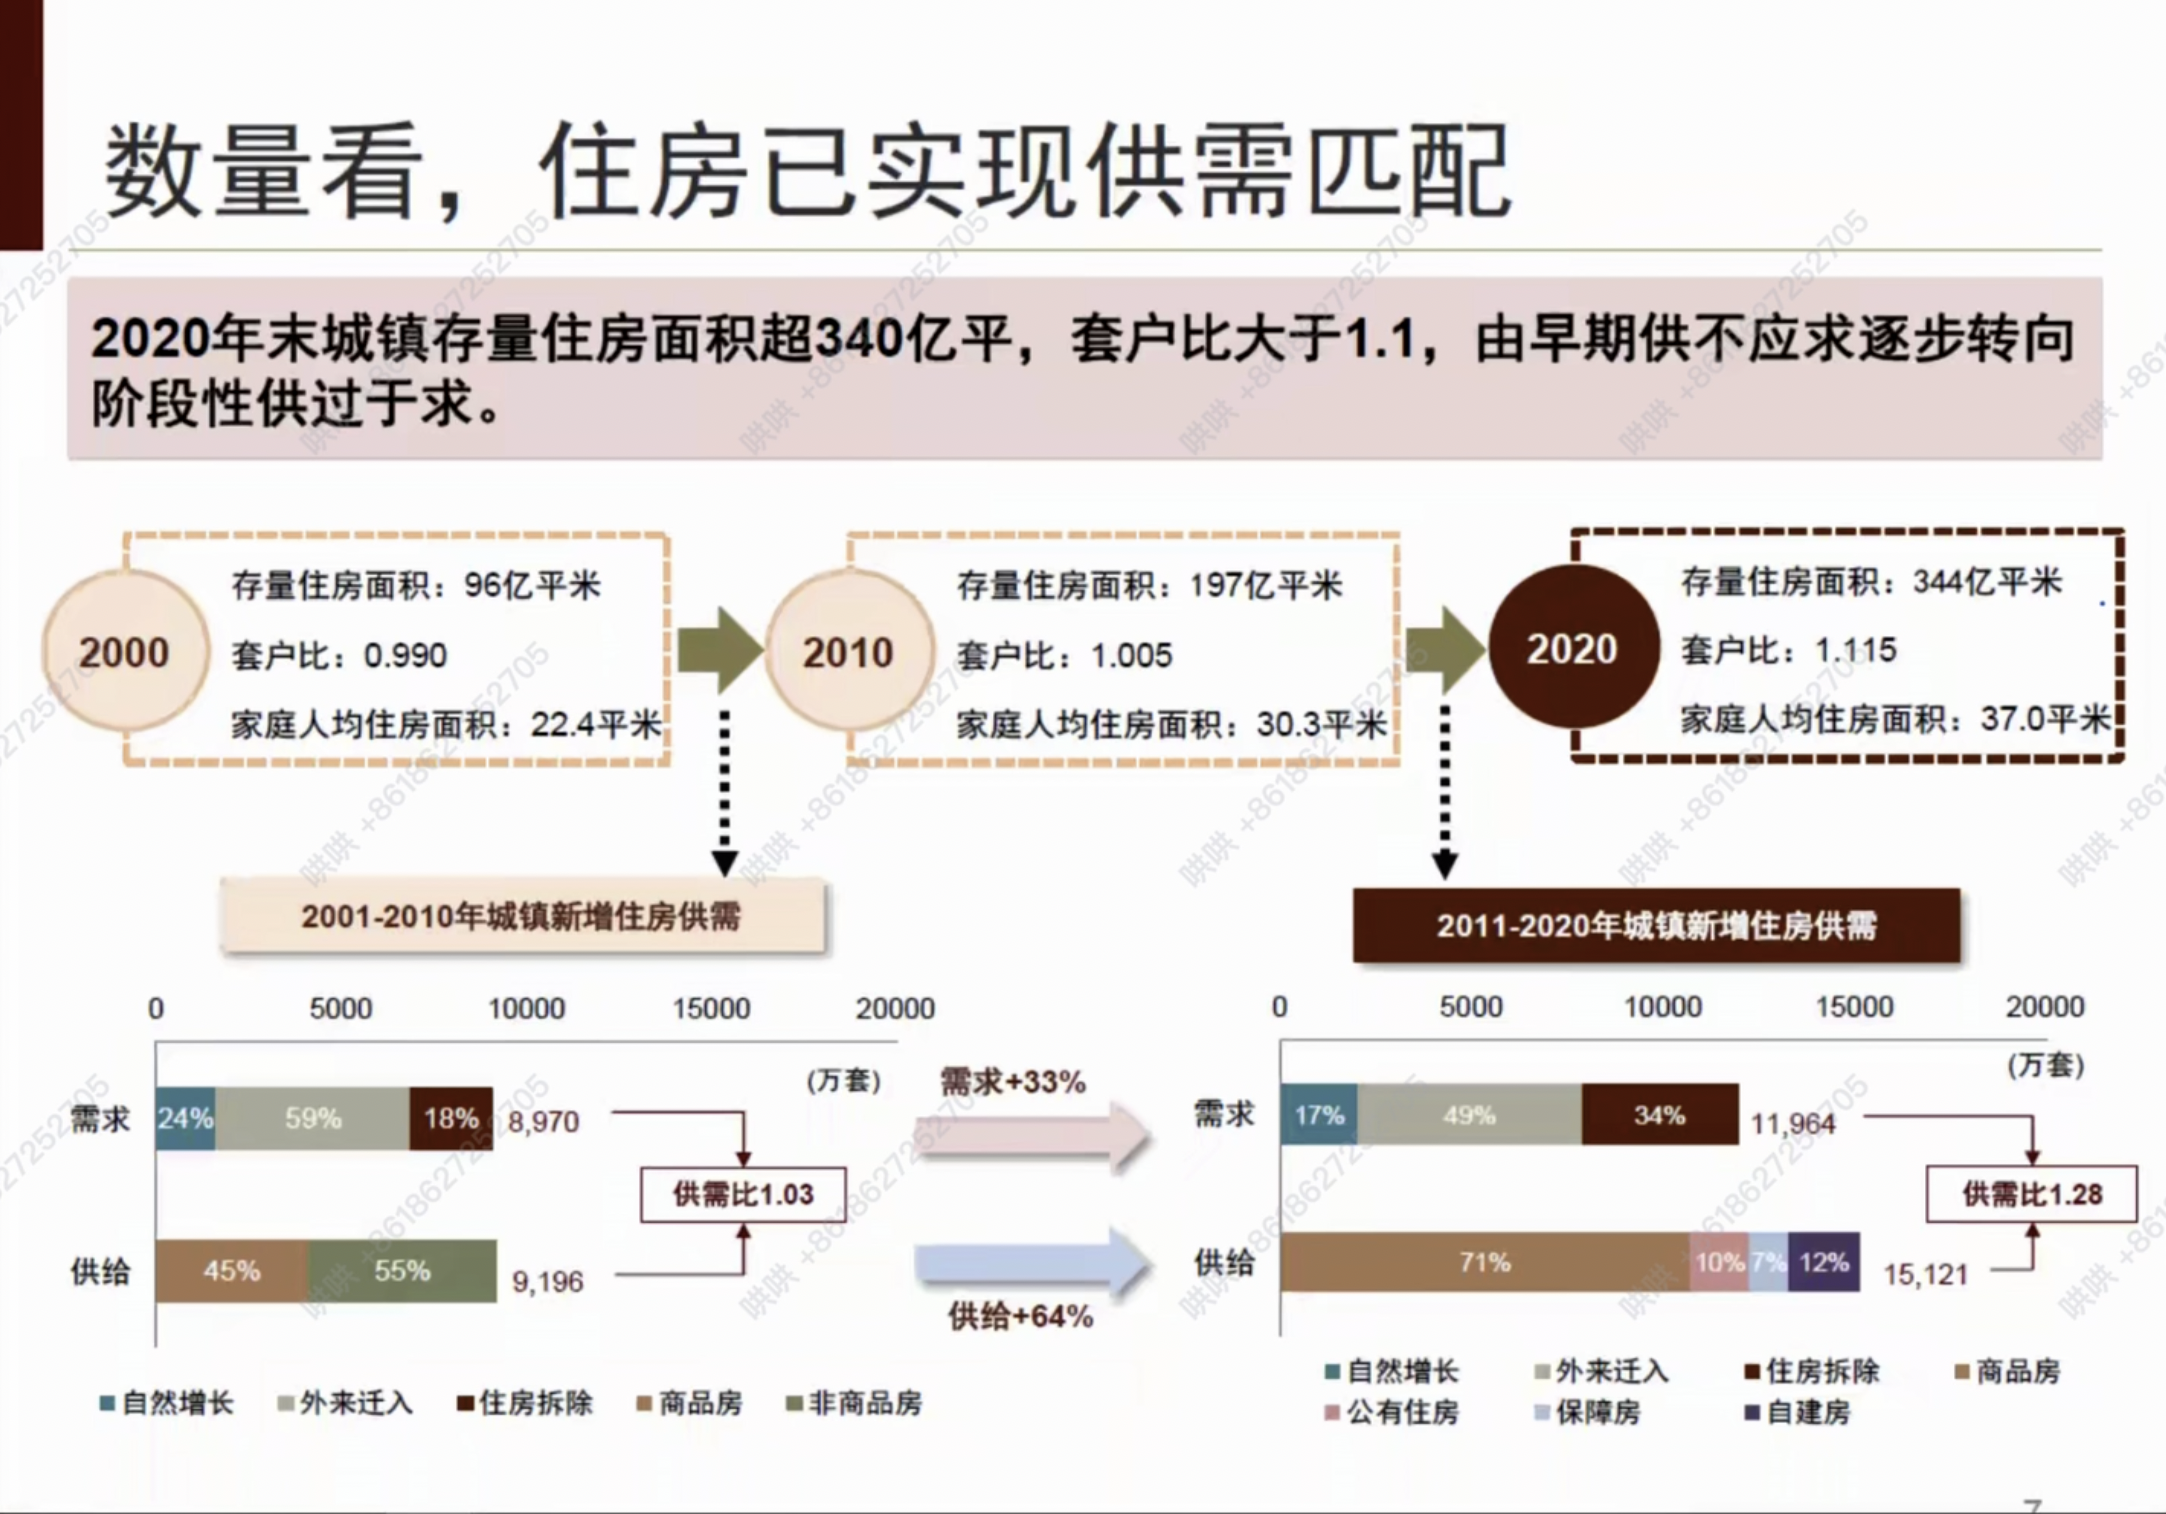 数量看，住房已实现供需匹配
2020年末城镇存量住房面积超340亿平，套户比大于1.1，由早期供不应求逐步转向
阶段性供过于求。
2000
存量住房面积：96亿平米
套户比：0.990
家庭人均住房面积：22.4平米
2010
存量住房面积：197亿平米
套户比：1.005
家庭人均住房面积：30.3平米
2020
存量住房面积：344亿平米
套户比：1.115
家庭人均住房面积：37.0平米
2001-2010年城镇新增住房供需
0 5000 10000 15000 20000
(万套)
需求 24% 59% 18% 8,970
供需比1.03
供给 45% 55% 9,196
■自然增长 ■外来迁入 ■住房拆除 ■商品房 ■非商品房
需求+33%
供给+64%
2011-2020年城镇新增住房供需
0 5000 10000 15000 20000
(万套)
需求 17% 49% 34% 11,964
供需比1.28
供给 71% 10% 7% 12% 15,121
■自然增长 ■外来迁入 ■住房拆除 ■商品房
■公有住房 ■保障房 ■自建房
7
哄哄 +8618627252705